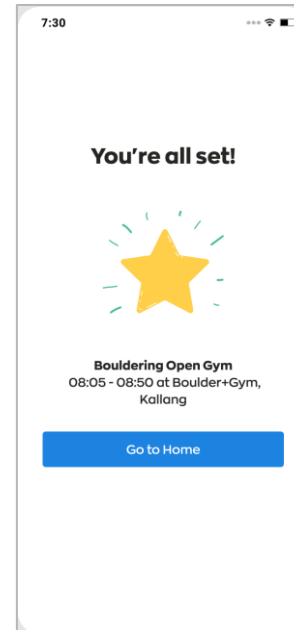 7:30
You're all set!
Bouldering Open Gym
08:05 - 08:50 at Boulder+Gym,
Kallang
Go to Home